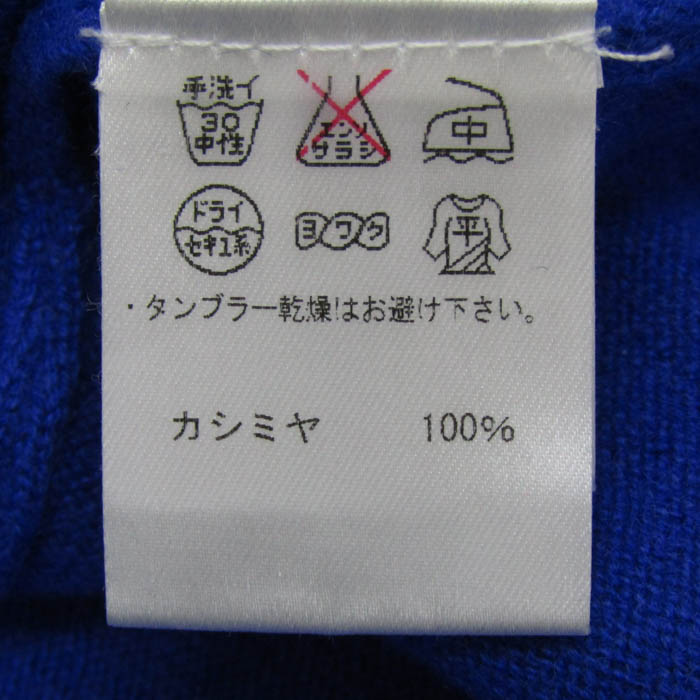 手洗イ
30
中性
エンソ
サラシ
中
ドライ
セキユ系
ヨワク
平
・タンブラー乾燥はお避け下さい。
カシミヤ 100%